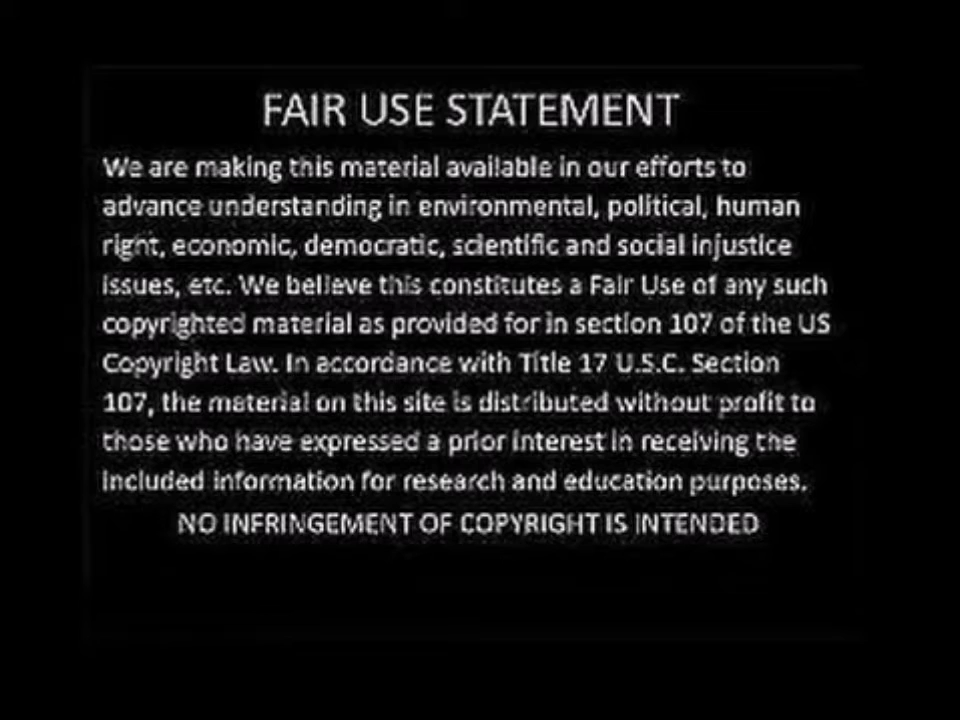 FAIR USE STATEMENT
We are making this material available in our efforts to
advance understanding in environmental, political, human
right, economic, democratic, scientific and social injustice
issues, etc. We believe this constitutes a Fair Use of any such
copyrighted material as provided for in section 107 of the US
Copyright Law. In accordance with Title 17 U.S.C. Section
107, the material on this site is distributed without profit to
those who have expressed a prior interest in receiving the
included information for research and education purposes.
NO INFRINGEMENT OF COPYRIGHT IS INTENDED